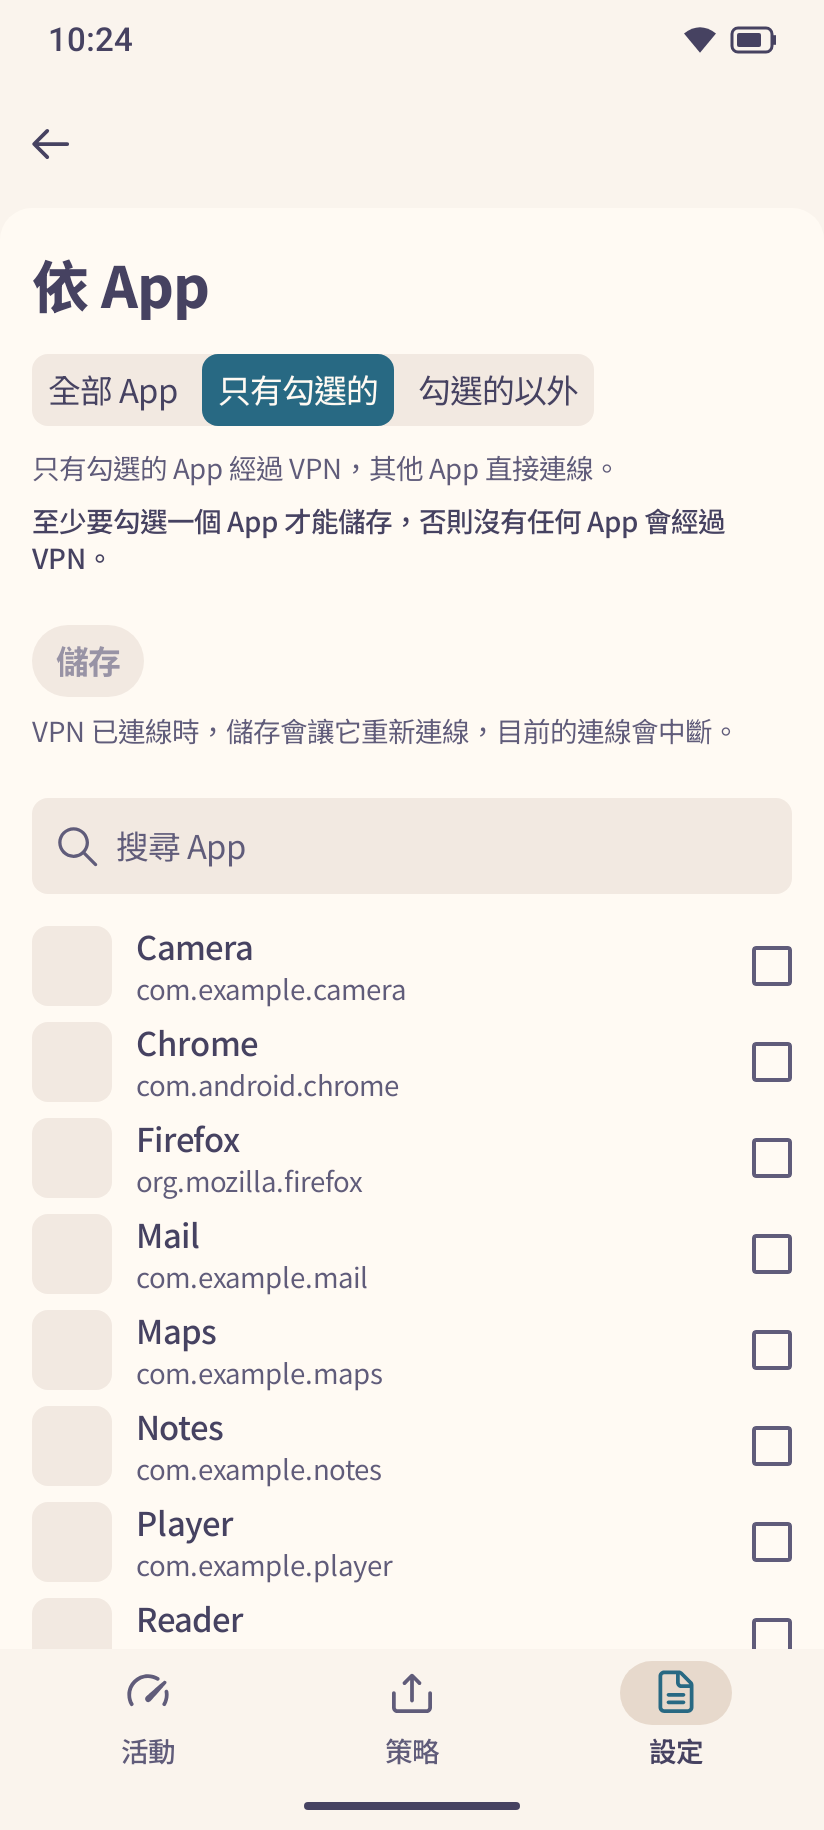 10:24
依 App
全部 App
只有勾選的
勾選的以外
只有勾選的 App 經過 VPN，其他 App 直接連線。
至少要勾選一個 App 才能儲存，否則沒有任何 App 會經過
VPN。
儲存
VPN 已連線時，儲存會讓它重新連線，目前的連線會中斷。
搜尋 App
Camera
com.example.camera
Chrome
com.android.chrome
Firefox
org.mozilla.firefox
Mail
com.example.mail
Maps
com.example.maps
Notes
com.example.notes
Player
com.example.player
Reader
活動
策略
設定